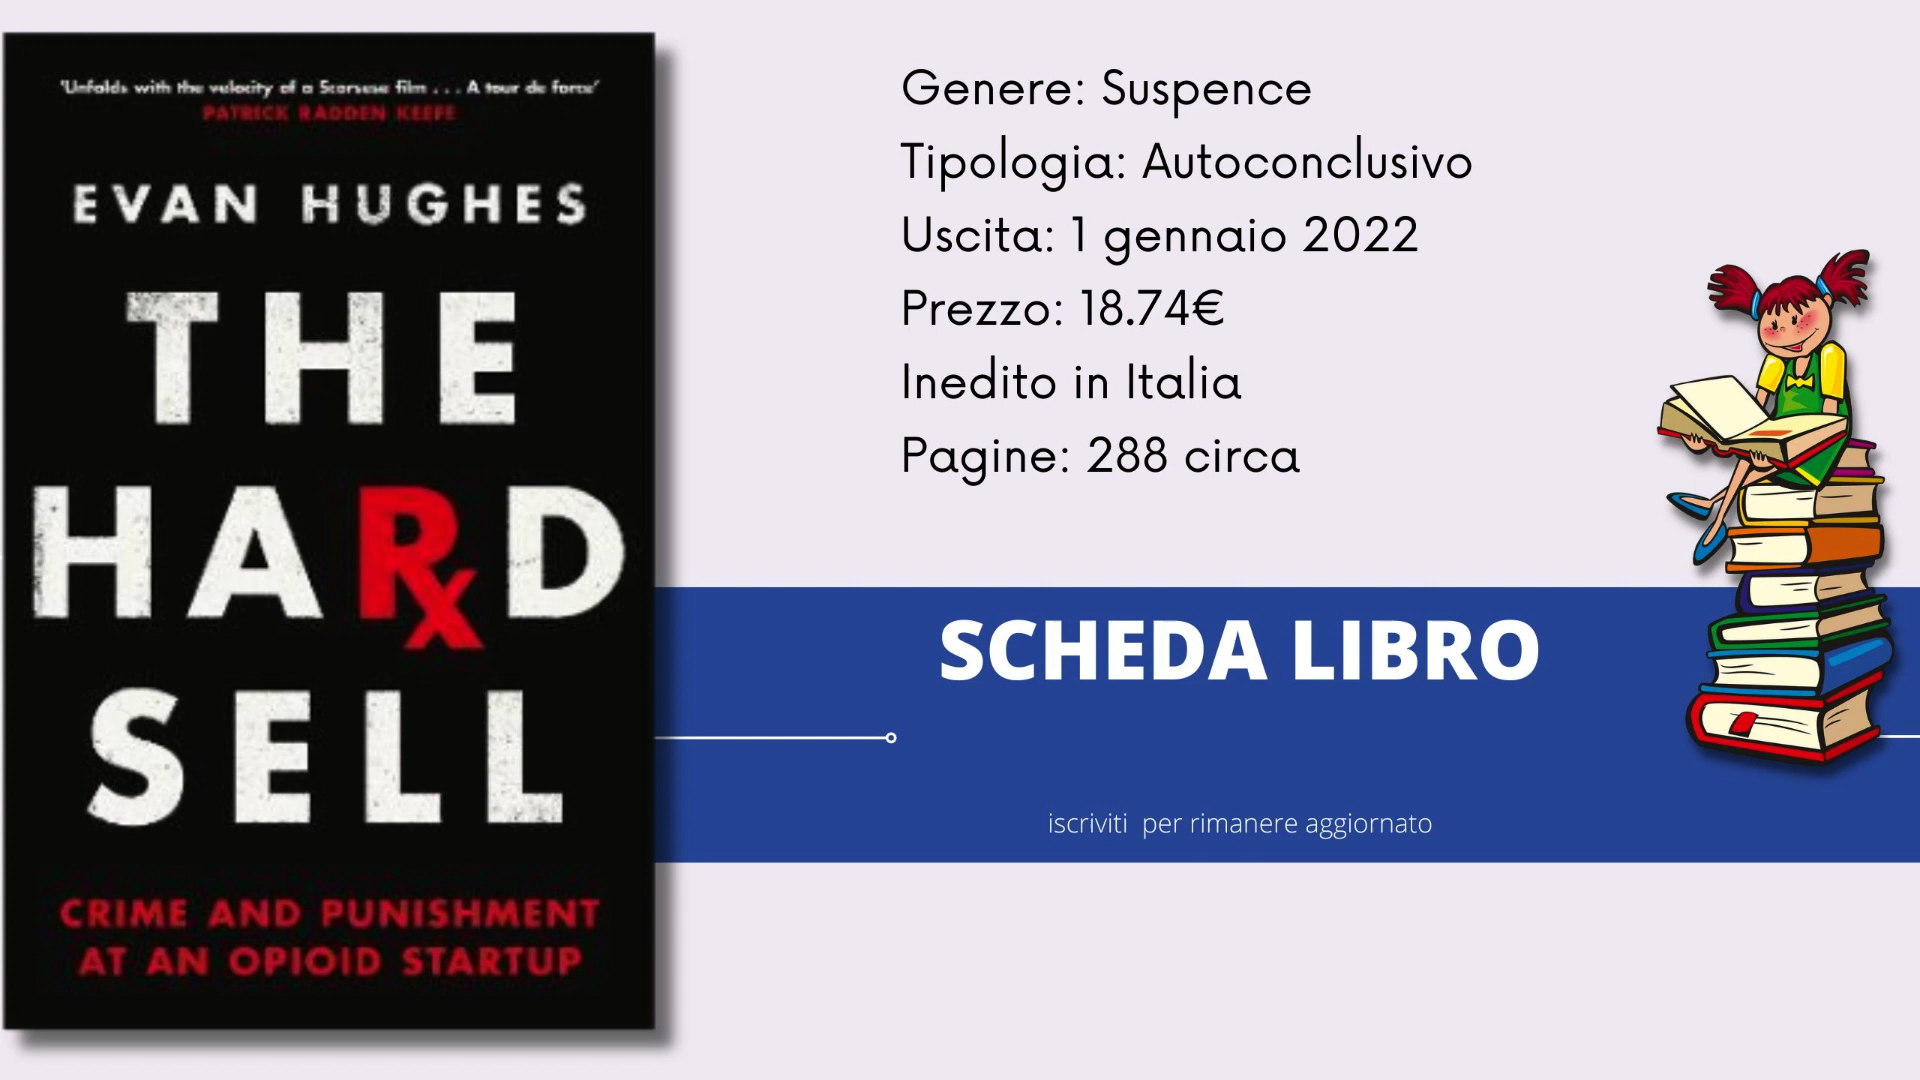 'Unfolds with the velocity of a Scorsese film . . . A tour de force'
PATRICK RADDEN KEEFE
EVAN HUGHES
THE
HARxD
SELL
CRIME AND PUNISHMENT
AT AN OPIOID STARTUP
Genere: Suspence
Tipologia: Autoconclusivo
Uscita: 1 gennaio 2022
Prezzo: 18.74€
Inedito in Italia
Pagine: 288 circa
SCHEDA LIBRO
iscriviti  per rimanere aggiornato